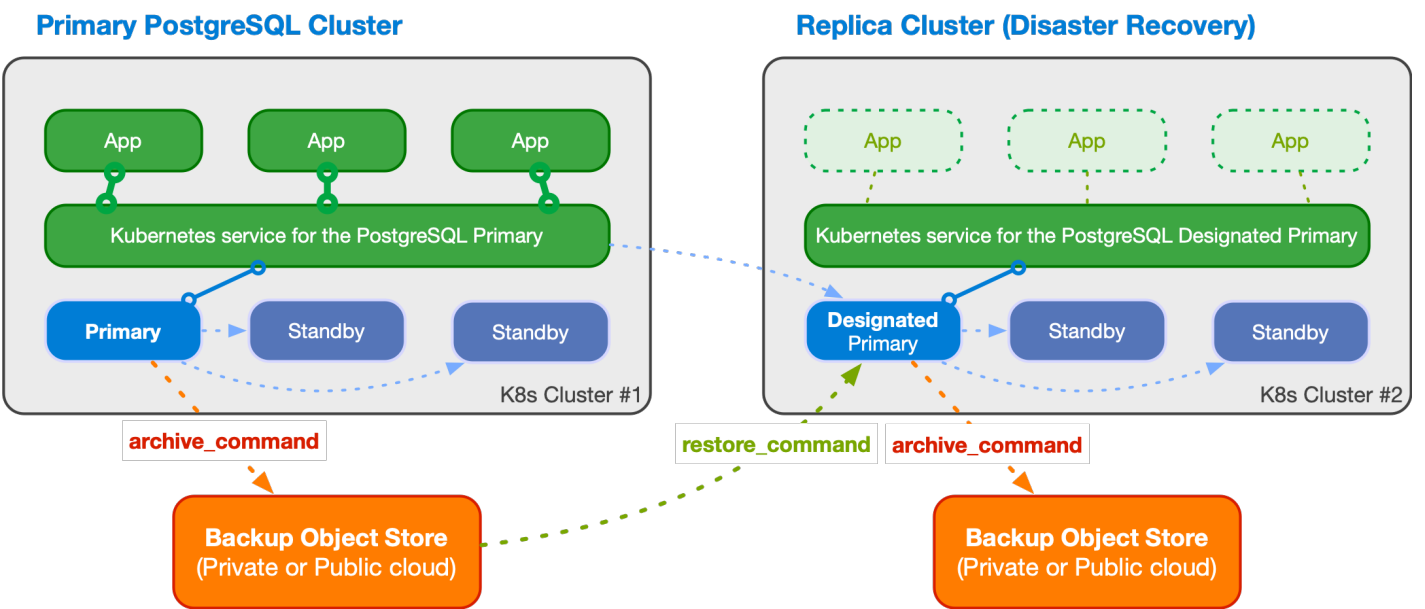 Primary PostgreSQL Cluster
App
App
App
Kubernetes service for the PostgreSQL Primary
Primary
Standby
Standby
K8s Cluster #1
archive_command
Backup Object Store
(Private or Public cloud)
Replica Cluster (Disaster Recovery)
App
App
App
Kubernetes service for the PostgreSQL Designated Primary
Designated
Primary
Standby
Standby
K8s Cluster #2
restore_command
archive_command
Backup Object Store
(Private or Public cloud)